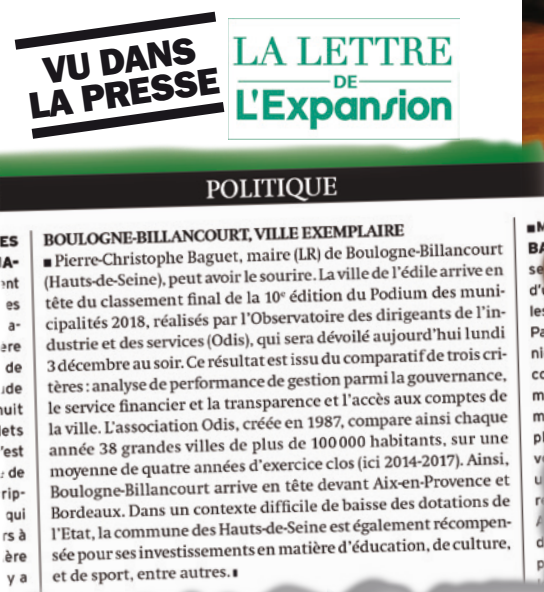 VU DANS
LA PRESSE
LA LETTRE
DE
L'Expansion
POLITIQUE
BOULOGNE-BILLANCOURT, VILLE EXEMPLAIRE
▪ Pierre-Christophe Baguet, maire (LR) de Boulogne-Billancourt
(Hauts-de-Seine), peut avoir le sourire. La ville de l'édile arrive en
tête du classement final de la 10e édition du Podium des muni-
cipalités 2018, réalisés par l'Observatoire des dirigeants de l'in-
dustrie et des services (Odis), qui sera dévoilé aujourd'hui lundi
3 décembre au soir. Ce résultat est issu du comparatif de trois cri-
tères : analyse de performance de gestion parmi la gouvernance,
le service financier et la transparence et l'accès aux comptes de
la ville. L'association Odis, créée en 1987, compare ainsi chaque
année 38 grandes villes de plus de 100 000 habitants, sur une
moyenne de quatre années d'exercice clos (ici 2014-2017). Ainsi,
Boulogne-Billancourt arrive en tête devant Aix-en-Provence et
Bordeaux. Dans un contexte difficile de baisse des dotations de
l'Etat, la commune des Hauts-de-Seine est également récompen-
sée pour ses investissements en matière d'éducation, de culture,
et de sport, entre autres. ▪